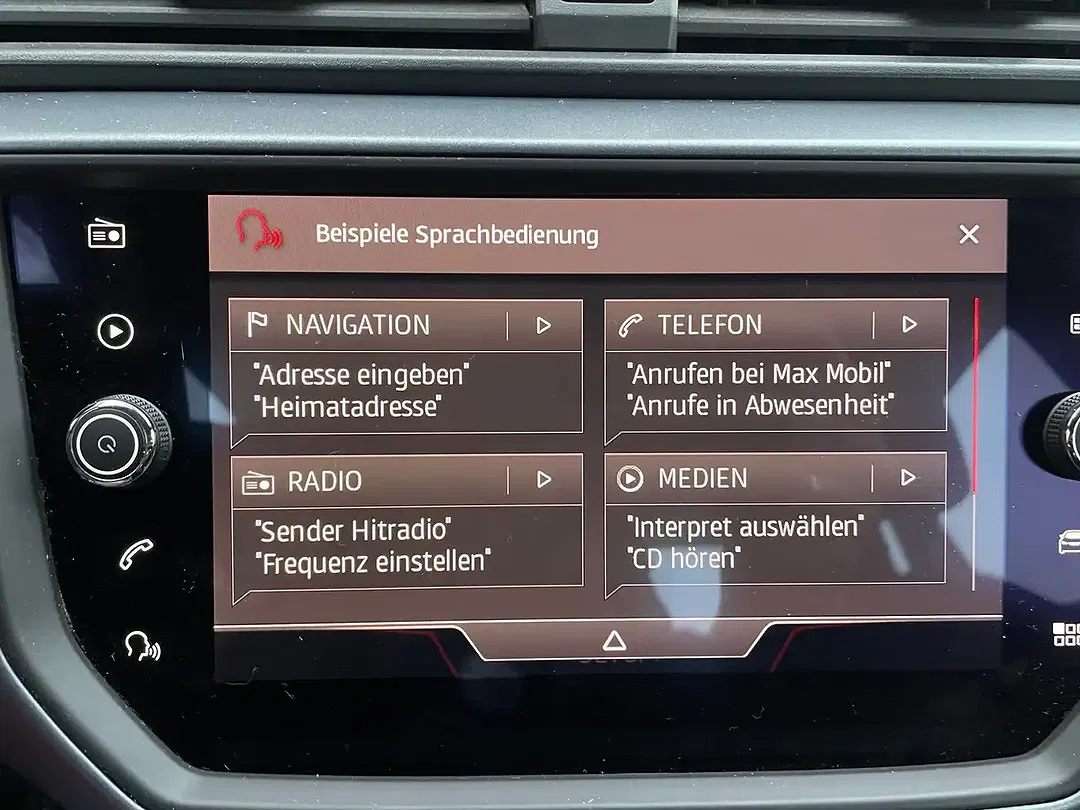 Beispiele Sprachbedienung
NAVIGATION
"Adresse eingeben"
"Heimatadresse"
TELEFON
"Anrufen bei Max Mobil"
"Anrufe in Abwesenheit"
RADIO
"Sender Hitradio"
"Frequenz einstellen"
MEDIEN
"Interpret auswählen"
"CD hören"